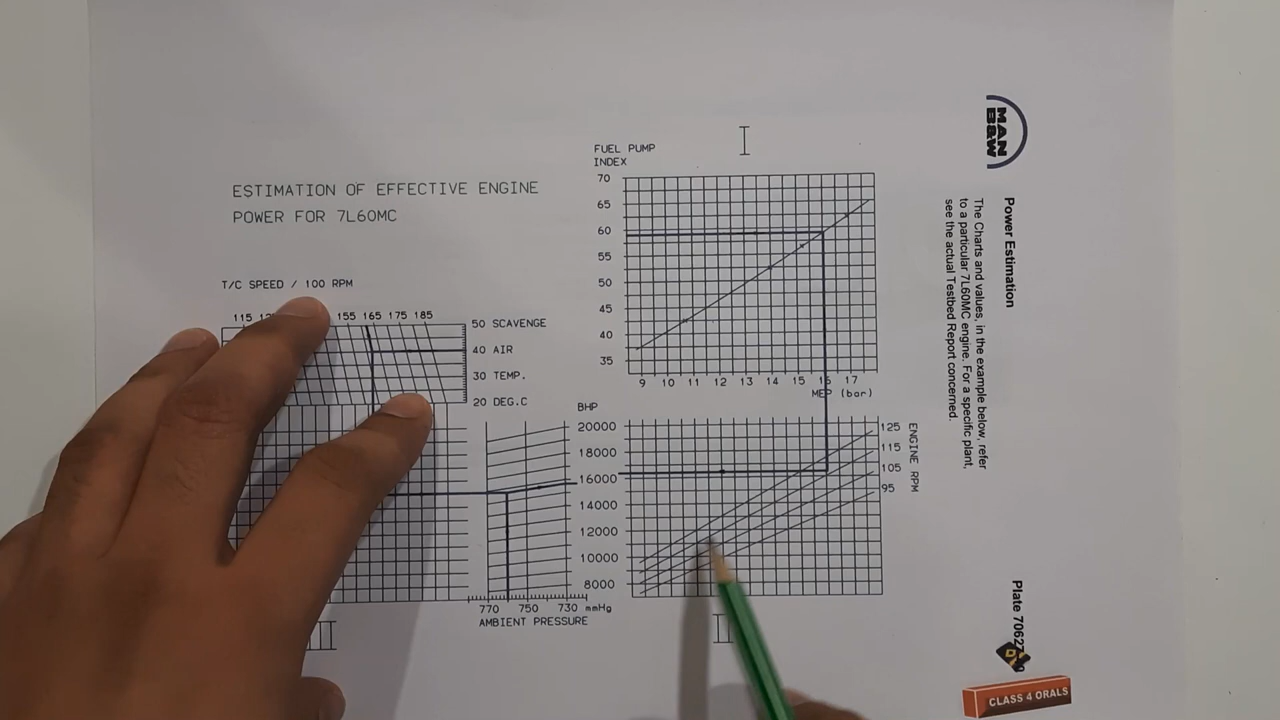 ESTIMATION OF EFFECTIVE ENGINE
POWER FOR 7L60MC
T/C SPEED / 100 RPM
115
155 165 175 185
50 SCAVENGE
40 AIR
30 TEMP.
20 DEG.C
770 750 730 mmHg
AMBIENT PRESSURE
I
FUEL PUMP
INDEX
70
65
60
55
50
45
40
35
9 10 11 12 13 14 15 16 17
MEP (bar)
BHP
20000
18000
16000
14000
12000
10000
8000
125
115
105
95
ENGINE RPM
MAN
B&W
Power Estimation
The Charts and values, in the example below, refer
to a particular 7L60MC engine. For a specific plant,
see the actual Testbed Report concerned.
Plate
CLASS 4 ORALS